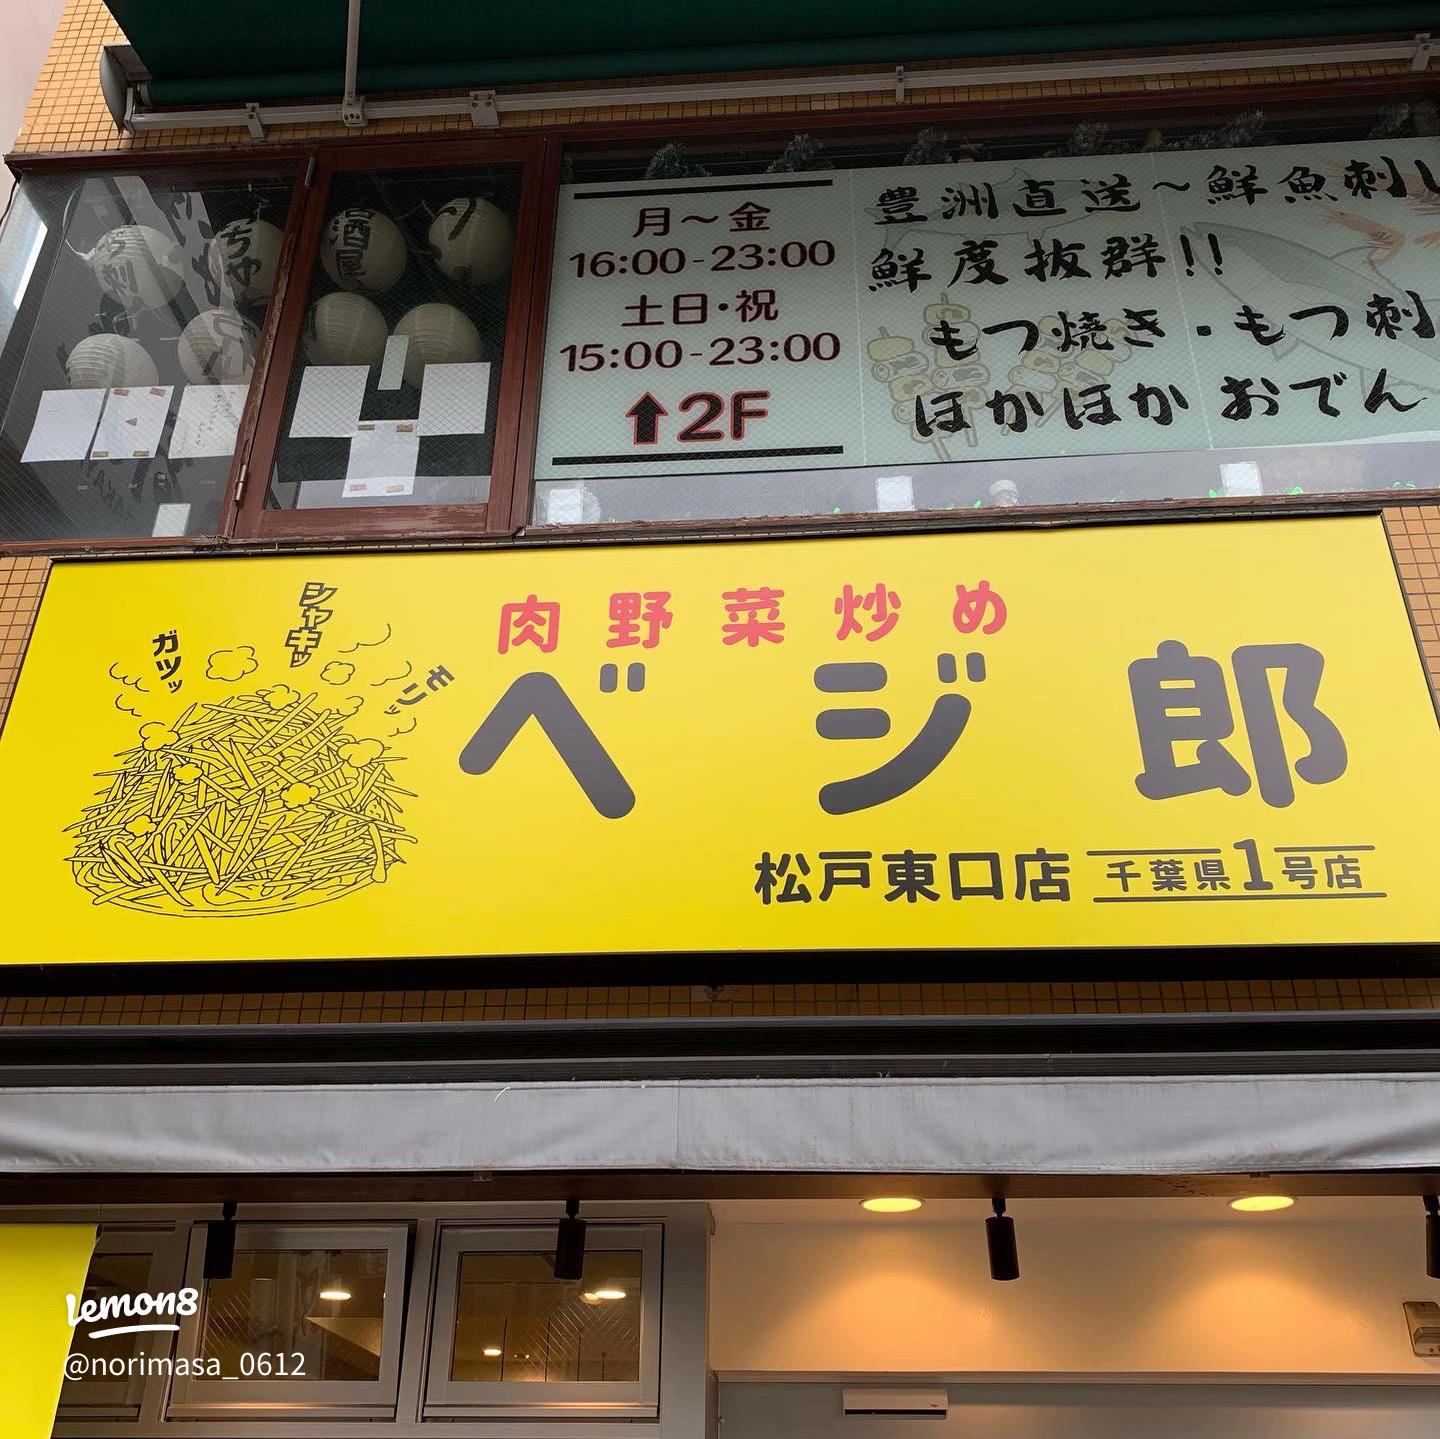 月～金
16:00-23:00
土日・祝
15:00-23:00
↑2F
豊洲直送～鮮魚刺し
鮮度抜群!!
もつ焼き・もつ刺
ほかほかおでん
酒場
シャキッ
ガツッ
モリッ
肉野菜炒め
ベジ郎
松戸東口店 千葉県1号店
lemon8
@norimasa_0612